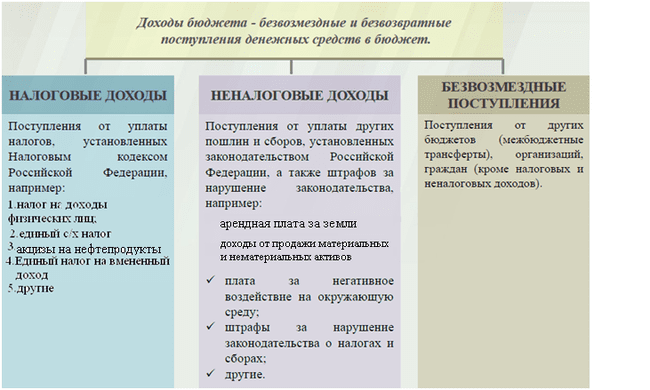 Доходы бюджета - безвозмездные и безвозвратные
поступления денежных средств в бюджет.
НАЛОГОВЫЕ ДОХОДЫ
Поступления от уплаты
налогов, установленных
Налоговым кодексом
Российской Федерации,
например:
1.налог на доходы
физических лиц;
2.единый с/х налог
3 акцизы на нефтепродукты
4.Единый налог на вмененный
доход
5.другие
НЕНАЛОГОВЫЕ ДОХОДЫ
Поступления от уплаты других
пошлин и сборов, установленных
законодательством Российской
Федерации, а также штрафов за
нарушение законодательства,
например:
арендная плата за земли
доходы от продажи материальных
и нематериальных активов
✓ плата за негативное
воздействие на окружающую
среду;
✓ штрафы за нарушение
законодательства о налогах и
сборах;
✓ другие.
БЕЗВОЗМЕЗДНЫЕ
ПОСТУПЛЕНИЯ
Поступления от других
бюджетов (межбюджетные
трансферты), организаций,
граждан (кроме налоговых и
неналоговых доходов).